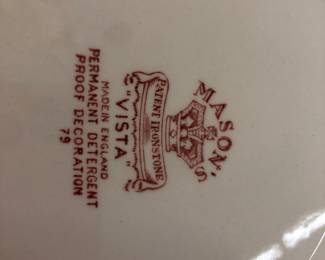 MASON'S
PATENT IRONSTONE
"VISTA"
MADE IN ENGLAND
PERMANENT DETERGENT
PROOF DECORATION
79